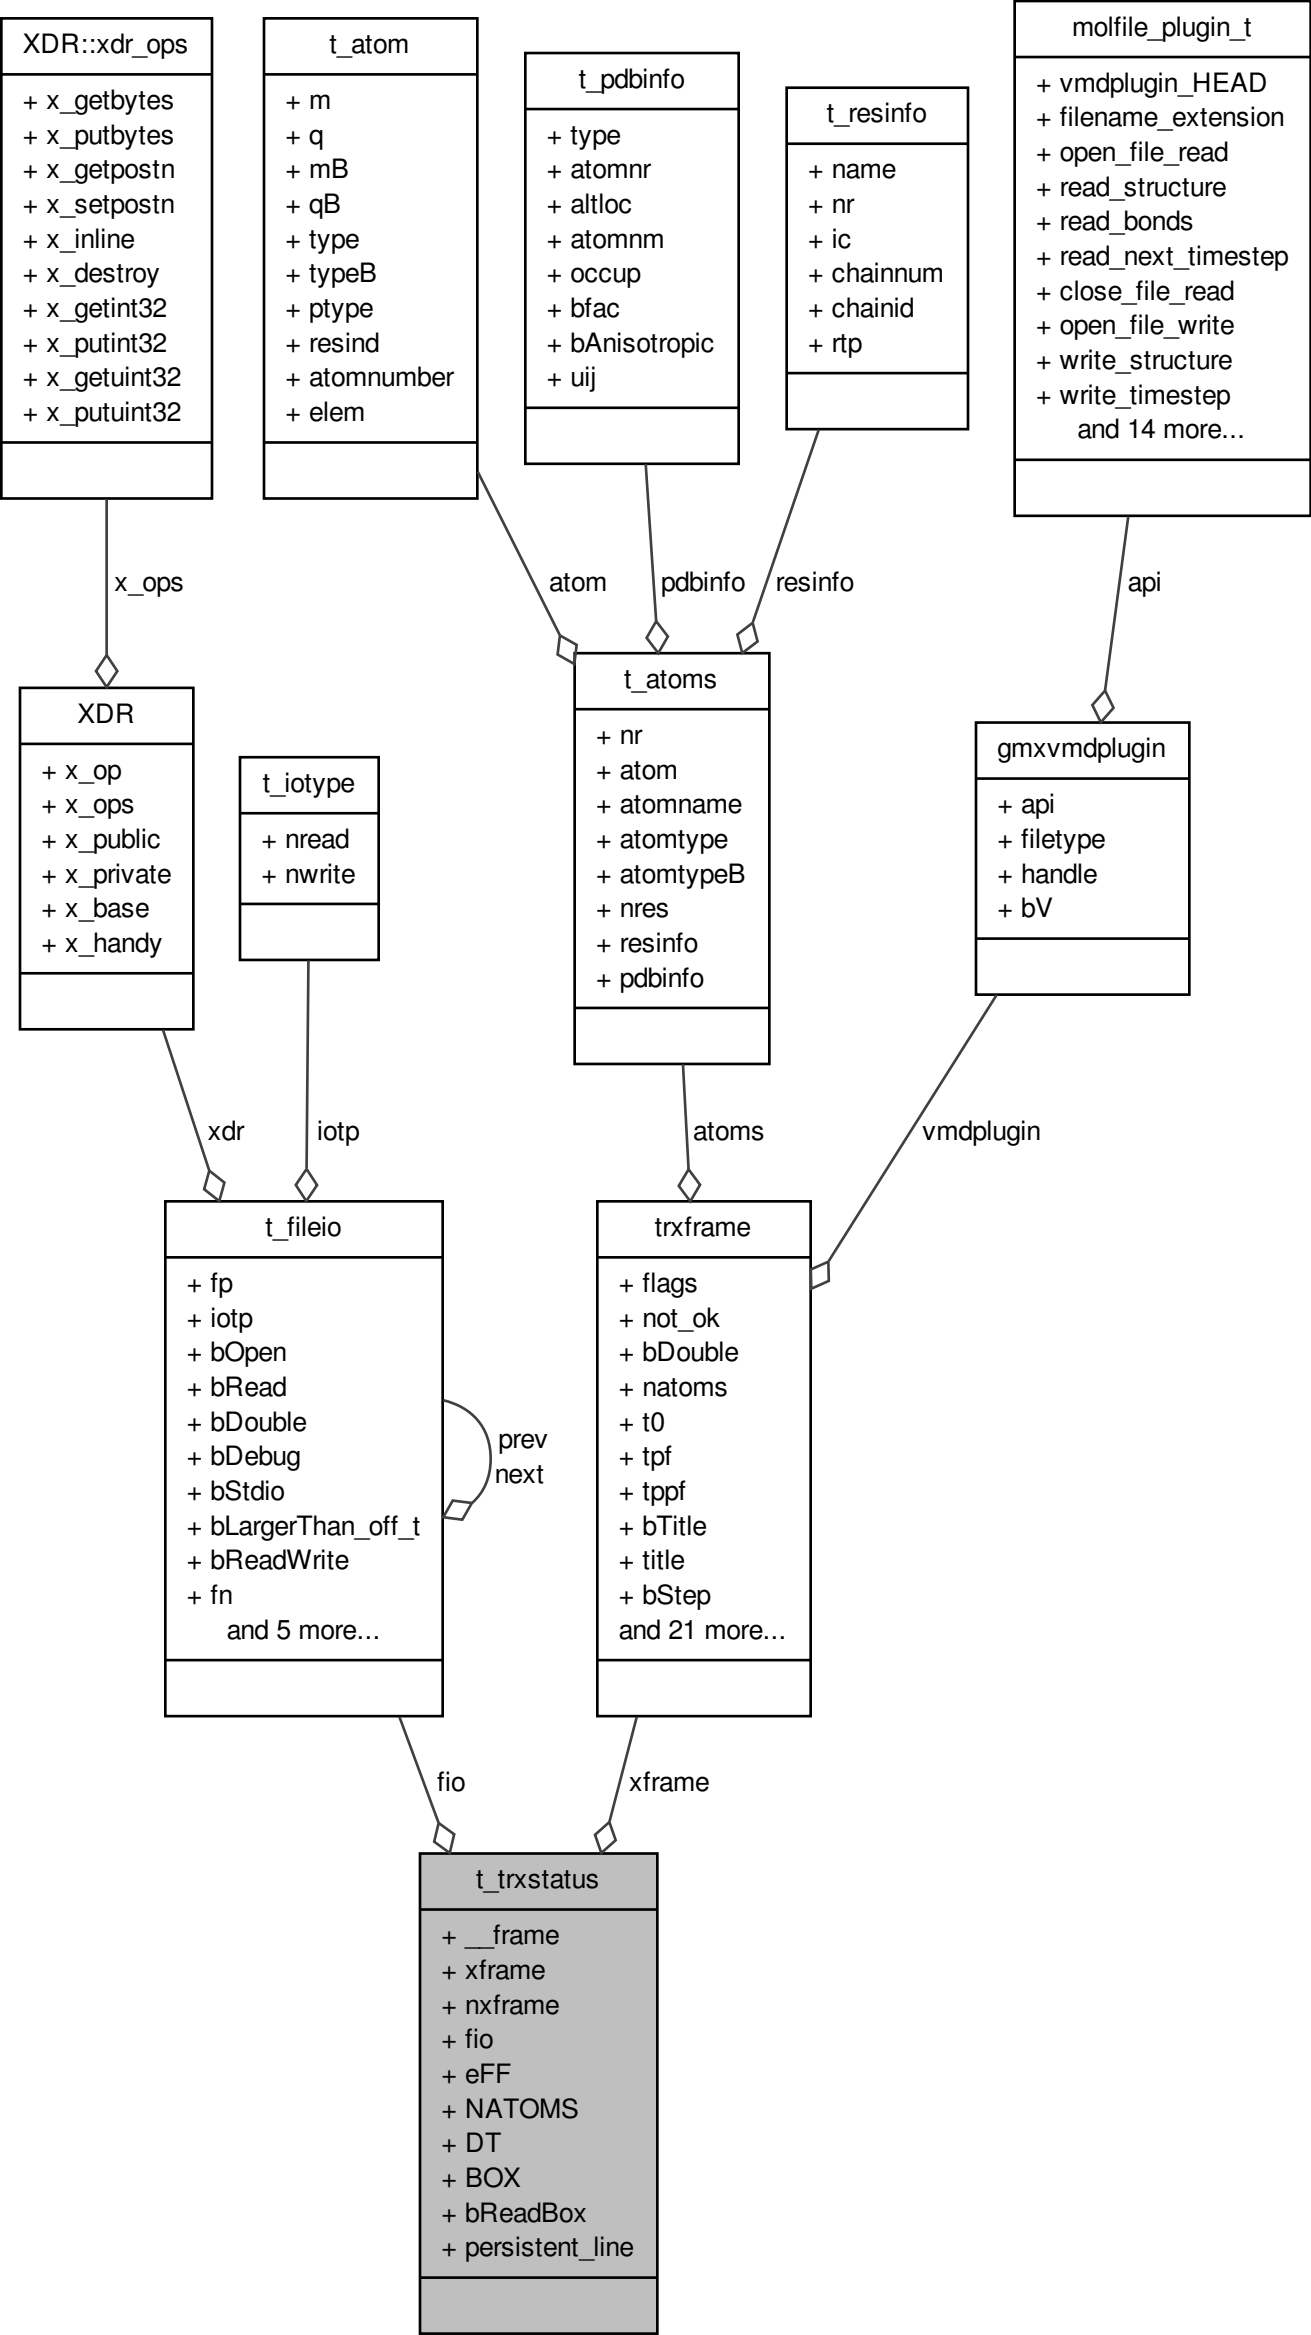 XDR::xdr_ops
+ x_getbytes
+ x_putbytes
+ x_getpostn
+ x_setpostn
+ x_inline
+ x_destroy
+ x_getint32
+ x_putint32
+ x_getuint32
+ x_putuint32
t_atom
+ m
+ q
+ mB
+ qB
+ type
+ typeB
+ ptype
+ resind
+ atomnumber
+ elem
t_pdbinfo
+ type
+ atomnr
+ altloc
+ atomnm
+ occup
+ bfac
+ bAnisotropic
+ uij
t_resinfo
+ name
+ nr
+ ic
+ chainnum
+ chainid
+ rtp
molfile_plugin_t
+ vmdplugin_HEAD
+ filename_extension
+ open_file_read
+ read_structure
+ read_bonds
+ read_next_timestep
+ close_file_read
+ open_file_write
+ write_structure
+ write_timestep
and 14 more...
x_ops
atom
pdbinfo
resinfo
api
XDR
+ x_op
+ x_ops
+ x_public
+ x_private
+ x_base
+ x_handy
t_iotype
+ nread
+ nwrite
t_atoms
+ nr
+ atom
+ atomname
+ atomtype
+ atomtypeB
+ nres
+ resinfo
+ pdbinfo
gmxvmdplugin
+ api
+ filetype
+ handle
+ bV
xdr
iotp
atoms
vmdplugin
t_fileio
+ fp
+ iotp
+ bOpen
+ bRead
+ bDouble
+ bDebug
+ bStdio
+ bLargerThan_off_t
+ bReadWrite
+ fn
and 5 more...
prev
next
trxframe
+ flags
+ not_ok
+ bDouble
+ natoms
+ t0
+ tpf
+ tppf
+ bTitle
+ title
+ bStep
and 21 more...
fio
xframe
t_trxstatus
+ __frame
+ xframe
+ nxframe
+ fio
+ eFF
+ NATOMS
+ DT
+ BOX
+ bReadBox
+ persistent_line